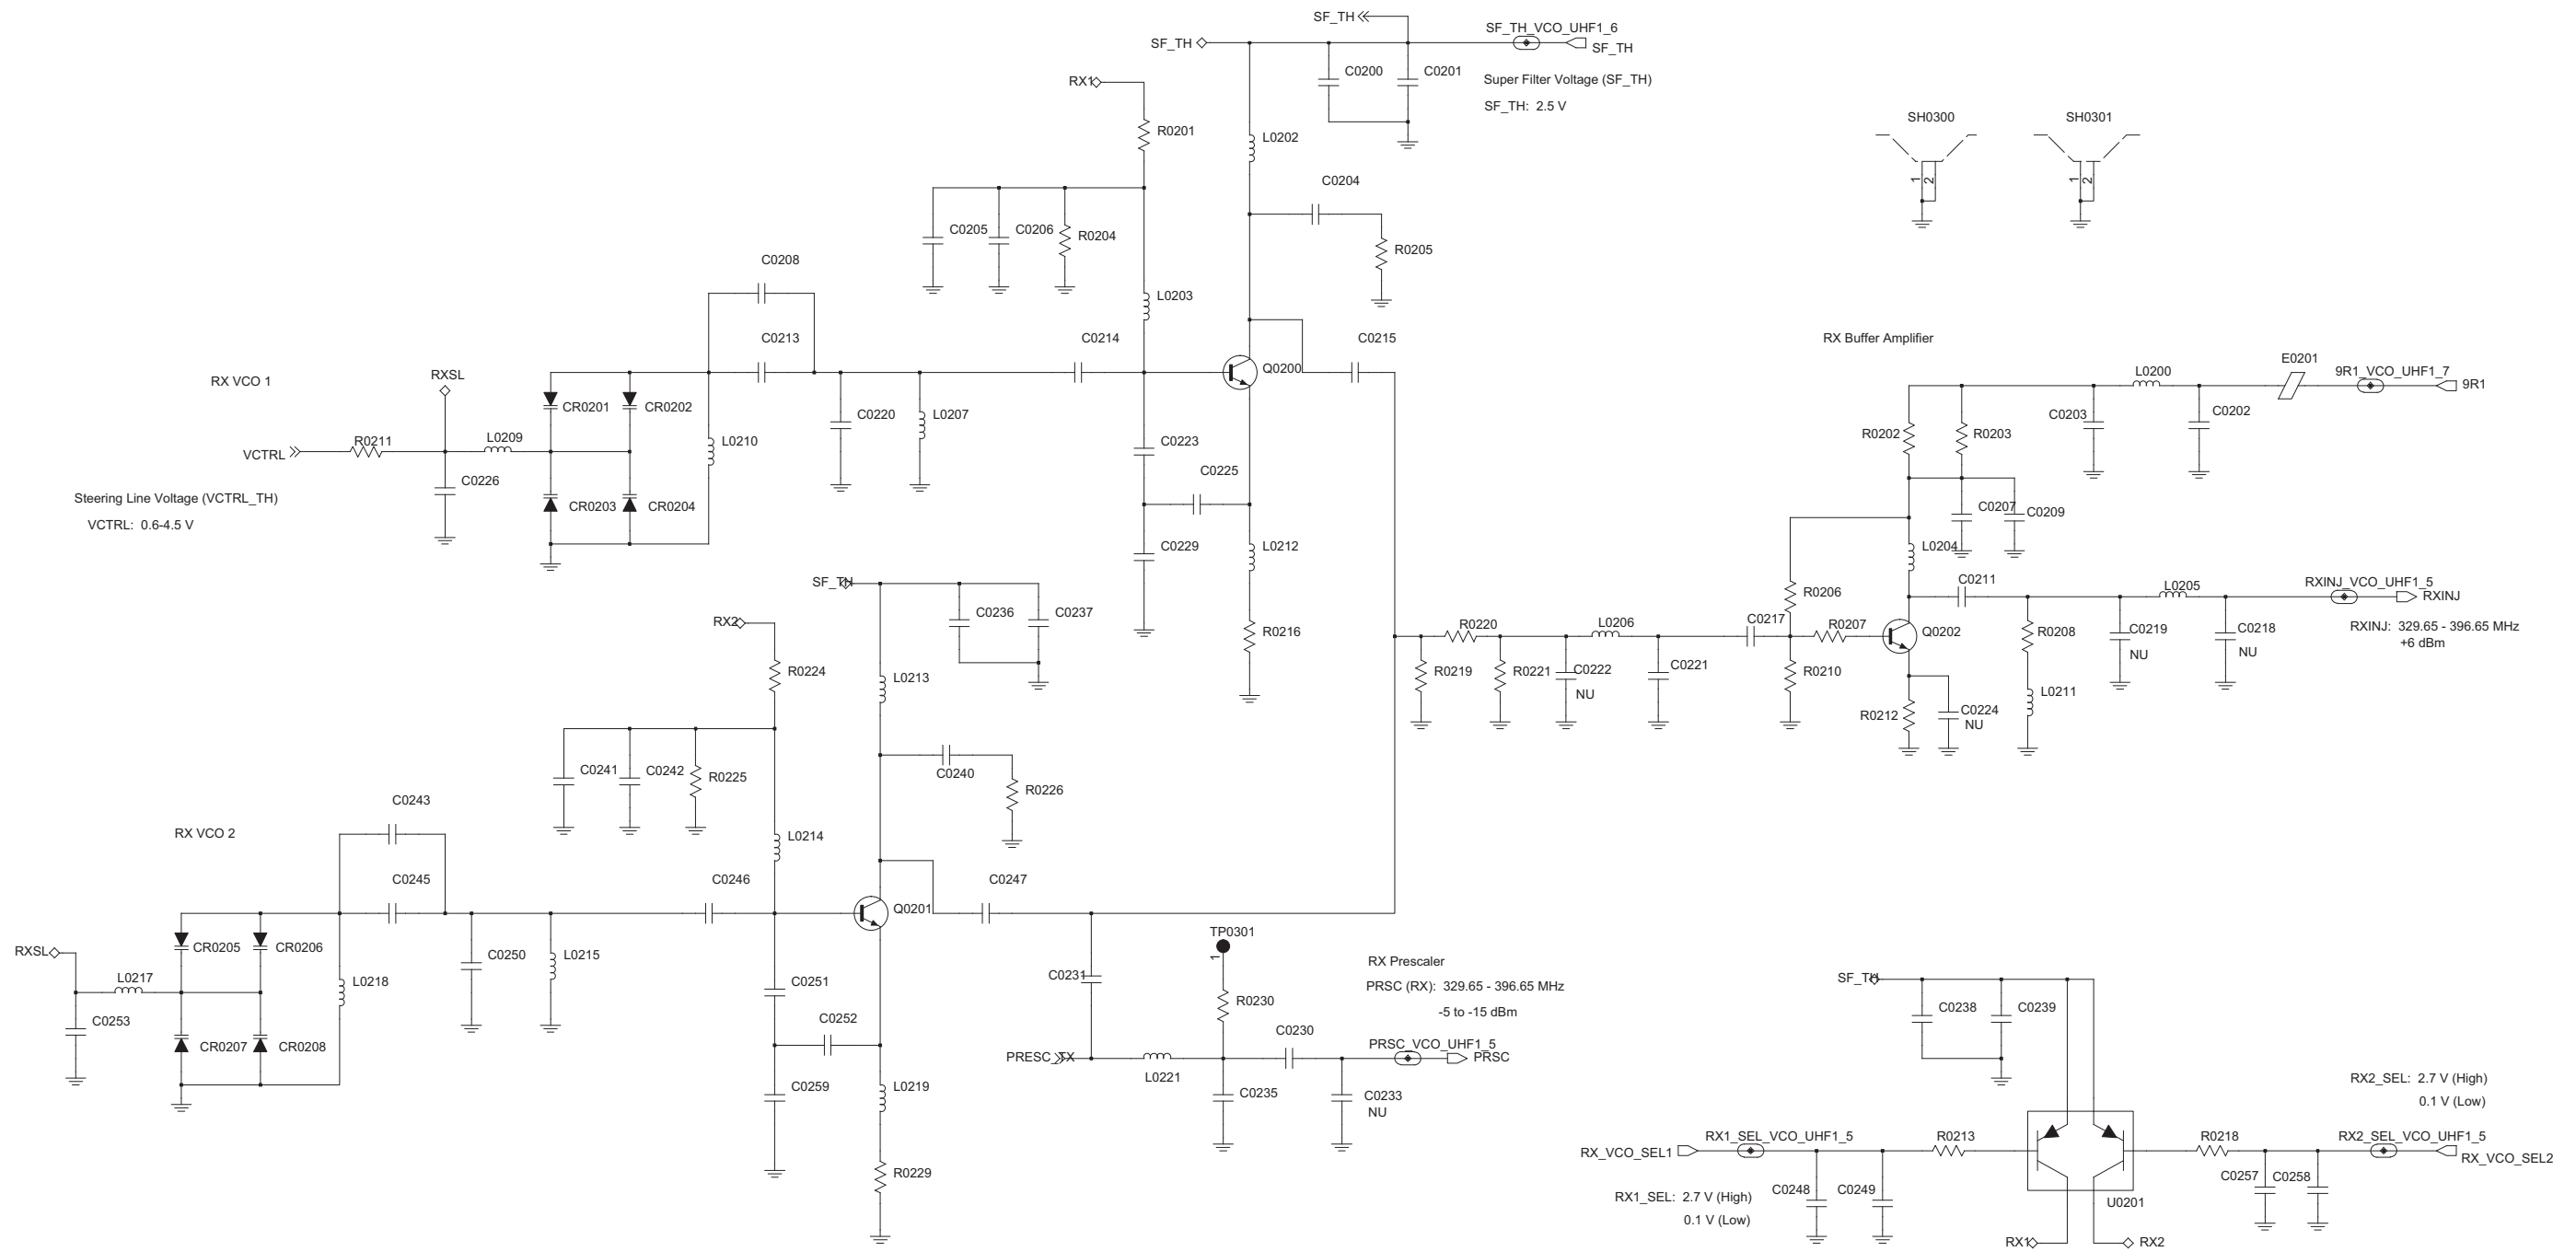 SF_TH
SF_TH
SF_TH_VCO_UHF1_6
SF_TH
C0200
C0201
Super Filter Voltage (SF_TH)
SF_TH: 2.5 V
RX1
R0201
L0202
SH0300
SH0301
1
2
1
2
C0204
C0205
C0206
R0204
R0205
C0208
L0203
C0213
C0214
C0215
Q0200
RX Buffer Amplifier
E0201
L0200
9R1_VCO_UHF1_7
9R1
RX VCO 1
RXSL
CR0201
CR0202
C0220
L0207
C0203
C0202
R0202
R0203
L0209
R0211
VCTRL
L0210
C0223
C0225
C0226
Steering Line Voltage (VCTRL_TH)
VCTRL: 0.6-4.5 V
CR0203
CR0204
C0207
C0209
C0229
L0212
L0204
SF_TH
C0236
C0237
C0211
L0205
RXINJ_VCO_UHF1_5
RXINJ
R0206
RX2
R0216
R0220
L0206
C0217
R0207
Q0202
R0208
C0219
NU
C0218
NU
RXINJ: 329.65 - 396.65 MHz
+6 dBm
R0224
L0213
R0219
R0221
C0222
NU
C0221
R0210
L0211
R0212
C0224
NU
C0241
C0242
R0225
C0240
R0226
C0243
RX VCO 2
L0214
C0245
C0246
C0247
Q0201
TP0301
1
CR0205
CR0206
RXSL
C0250
L0215
L0217
L0218
C0251
C0231
R0230
RX Prescaler
PRSC (RX): 329.65 - 396.65 MHz
-5 to -15 dBm
SF_TH
C0238
C0239
C0253
C0252
C0230
CR0207
CR0208
PRESC_TX
L0221
PRSC_VCO_UHF1_5
PRSC
C0259
L0219
C0235
C0233
NU
RX2_SEL: 2.7 V (High)
0.1 V (Low)
RX1_SEL_VCO_UHF1_5
R0213
R0218
RX2_SEL_VCO_UHF1_5
RX_VCO_SEL1
RX_VCO_SEL2
R0229
C0248
C0249
C0257
C0258
RX1_SEL: 2.7 V (High)
0.1 V (Low)
U0201
RX1
RX2